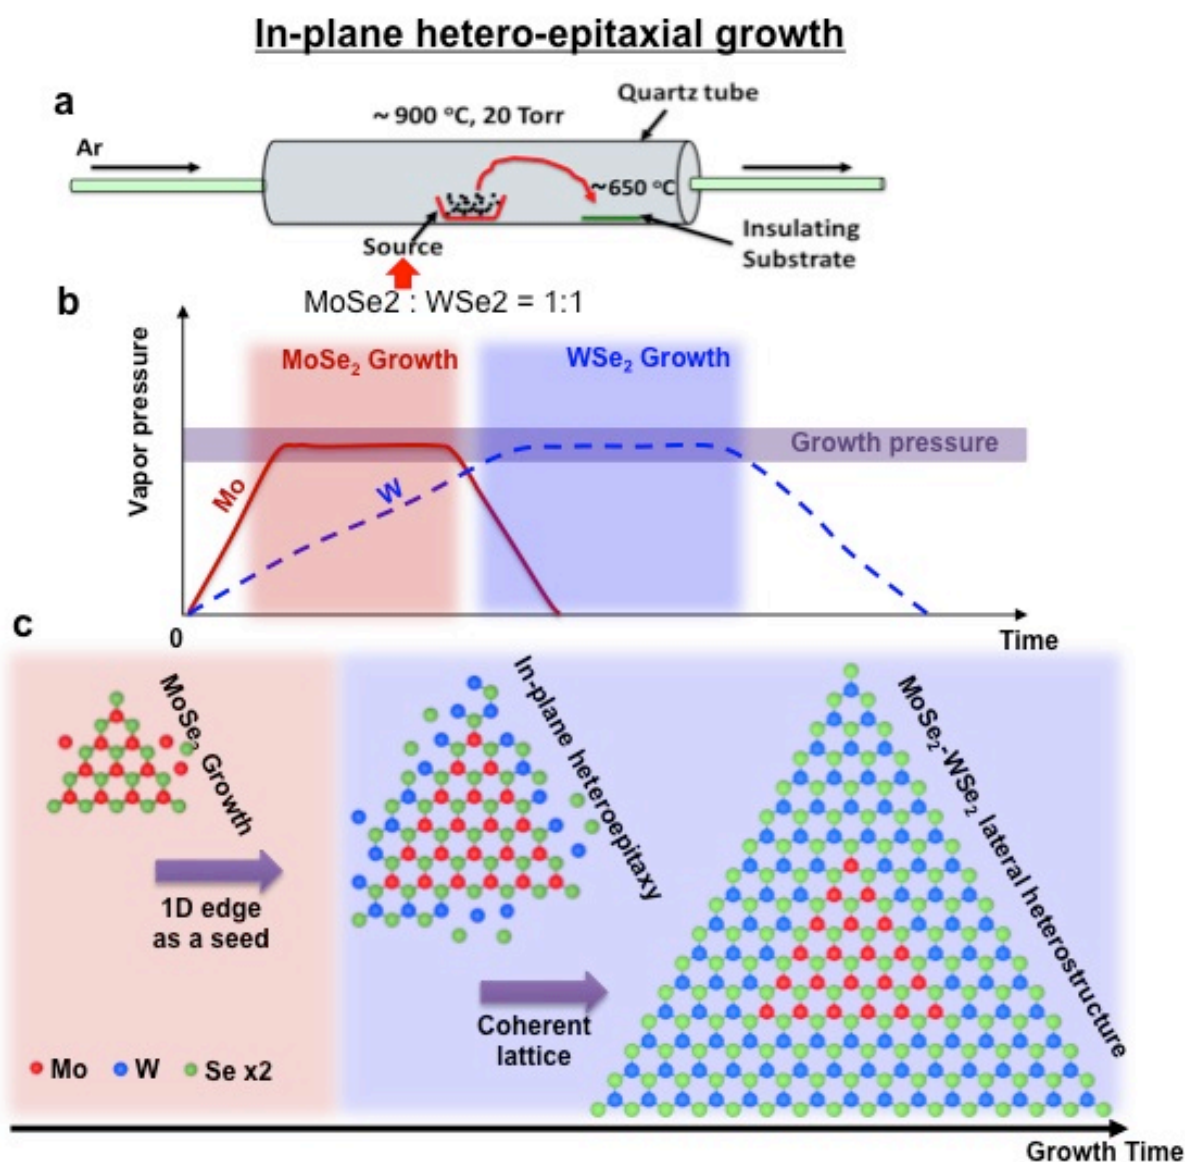 In-plane hetero-epitaxial growth
a
~ 900 °C, 20 Torr
Quartz tube
Ar
~650 °C
Source
Insulating
Substrate
MoSe2 : WSe2 = 1:1
b
Vapor pressure
MoSe₂ Growth
WSe₂ Growth
Growth pressure
Mo
W
0
Time
c
MoSe₂ Growth
1D edge
as a seed
In-plane heteroepitaxy
Coherent
lattice
MoSe₂-WSe₂ lateral heterostructure
Mo W Se x2
Growth Time